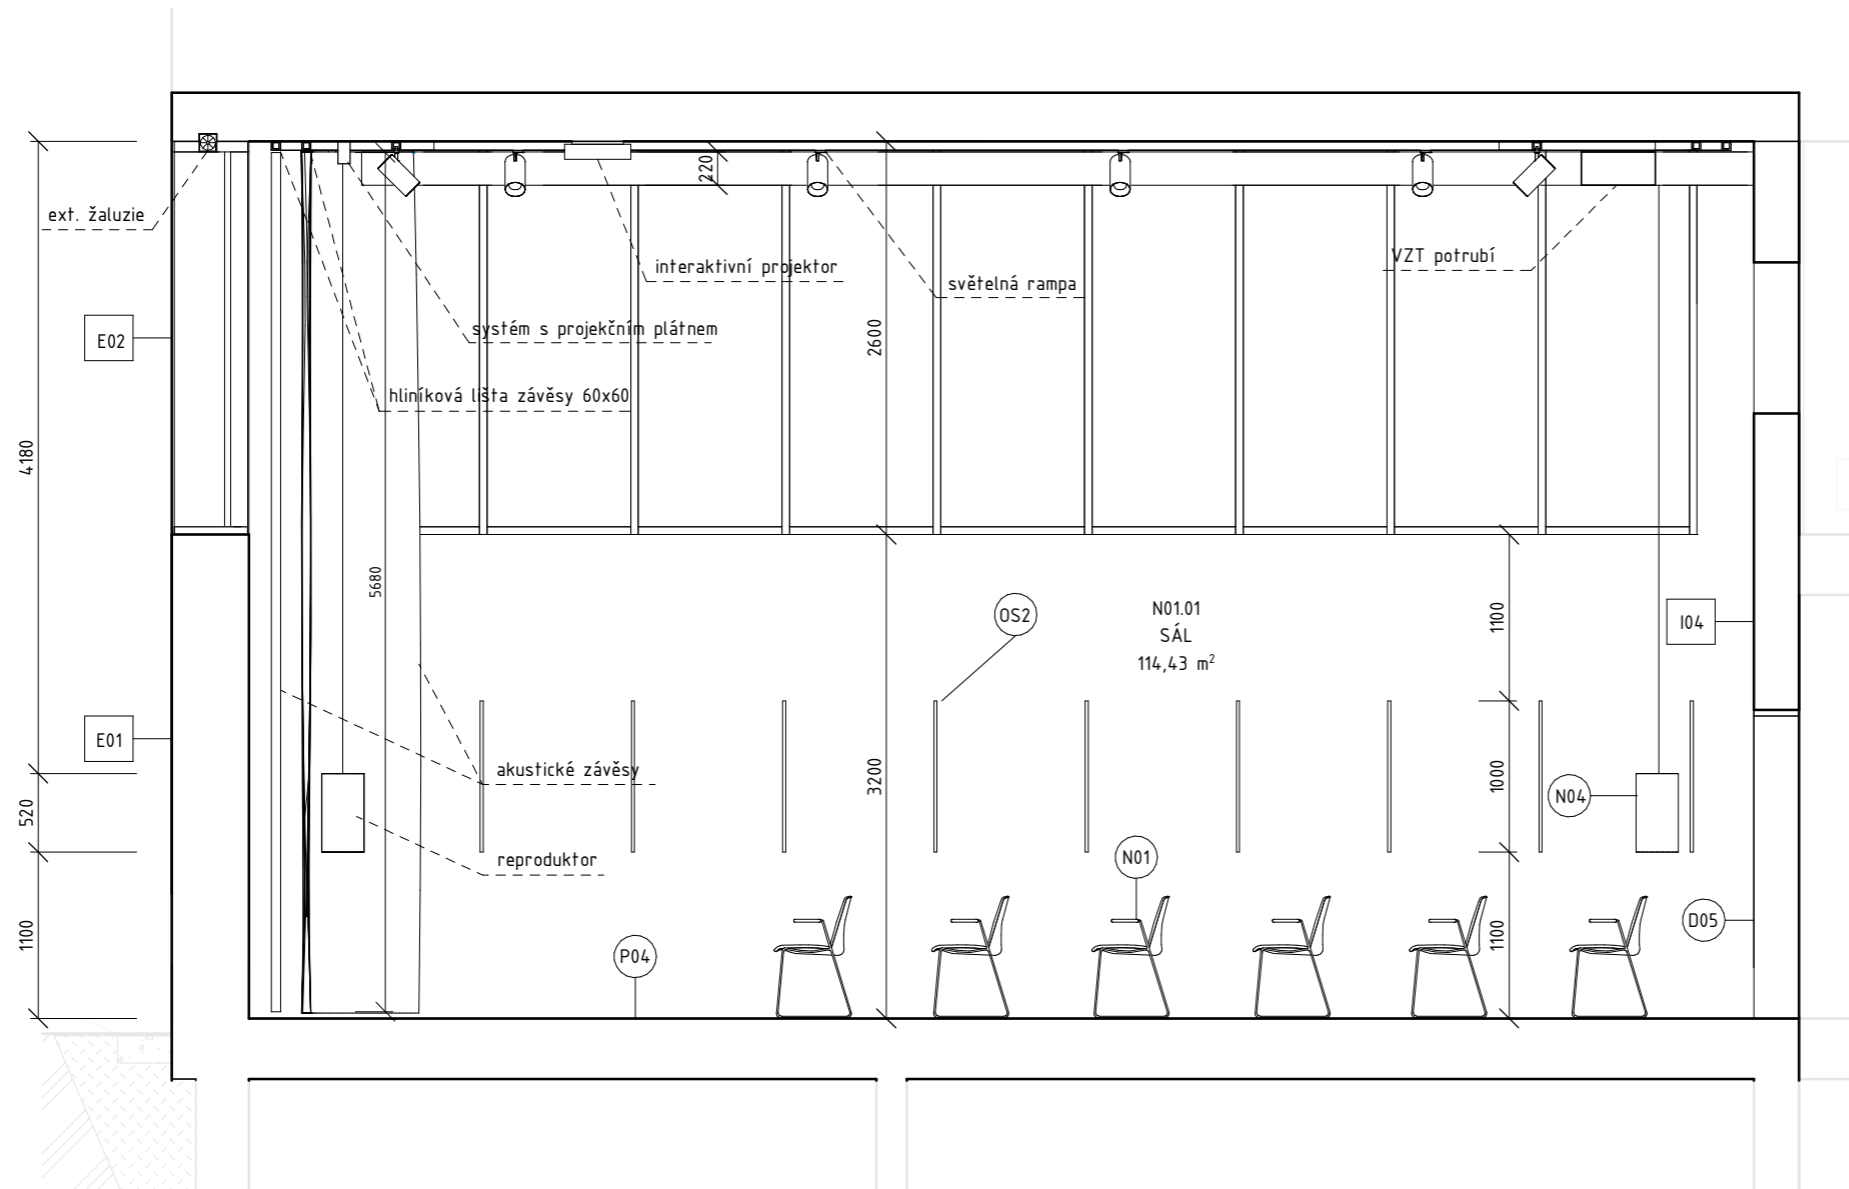 220
ext. žaluzie
interaktivní projektor
VZT potrubí
světelná rampa
systém s projekčním plátnem
E02
2600
hliníková lišta závěsy 60x60
4180
5680
N01.01
SÁL
114,43 m²
OS2
1100
I04
E01
akustické závěsy
3200
1000
N04
520
reproduktor
N01
1100
P04
1100
D05